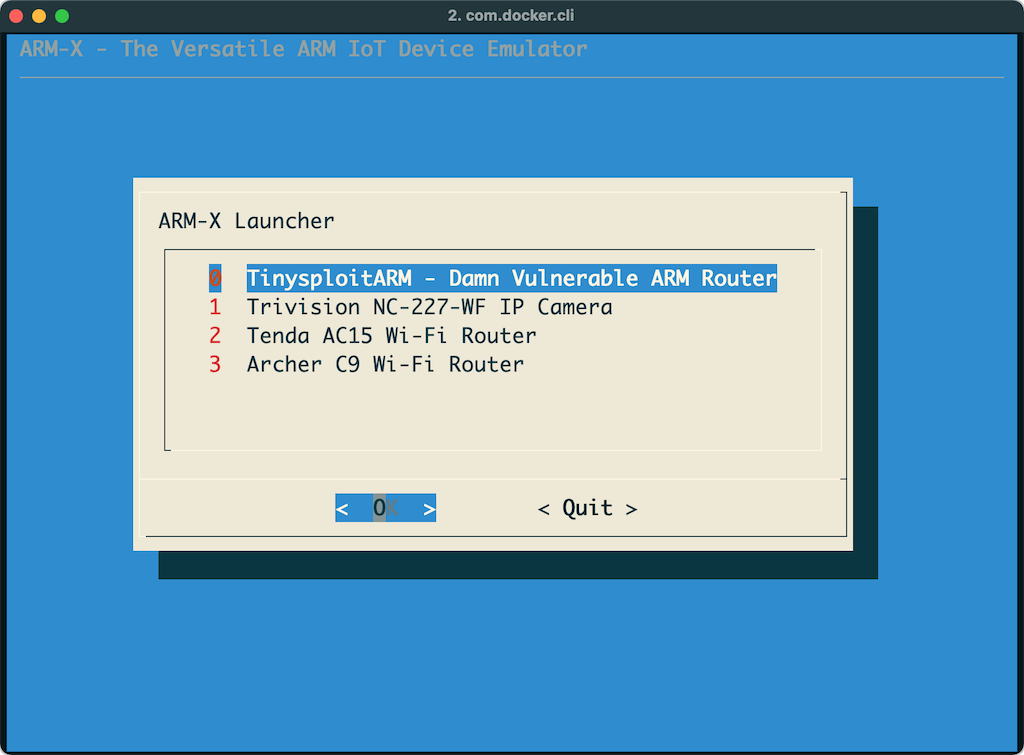 2. com.docker.cli
ARM-X - The Versatile ARM IoT Device Emulator
ARM-X Launcher
0 TinysploitARM - Damn Vulnerable ARM Router
1 Trivision NC-227-WF IP Camera
2 Tenda AC15 Wi-Fi Router
3 Archer C9 Wi-Fi Router
< OK > < Quit >